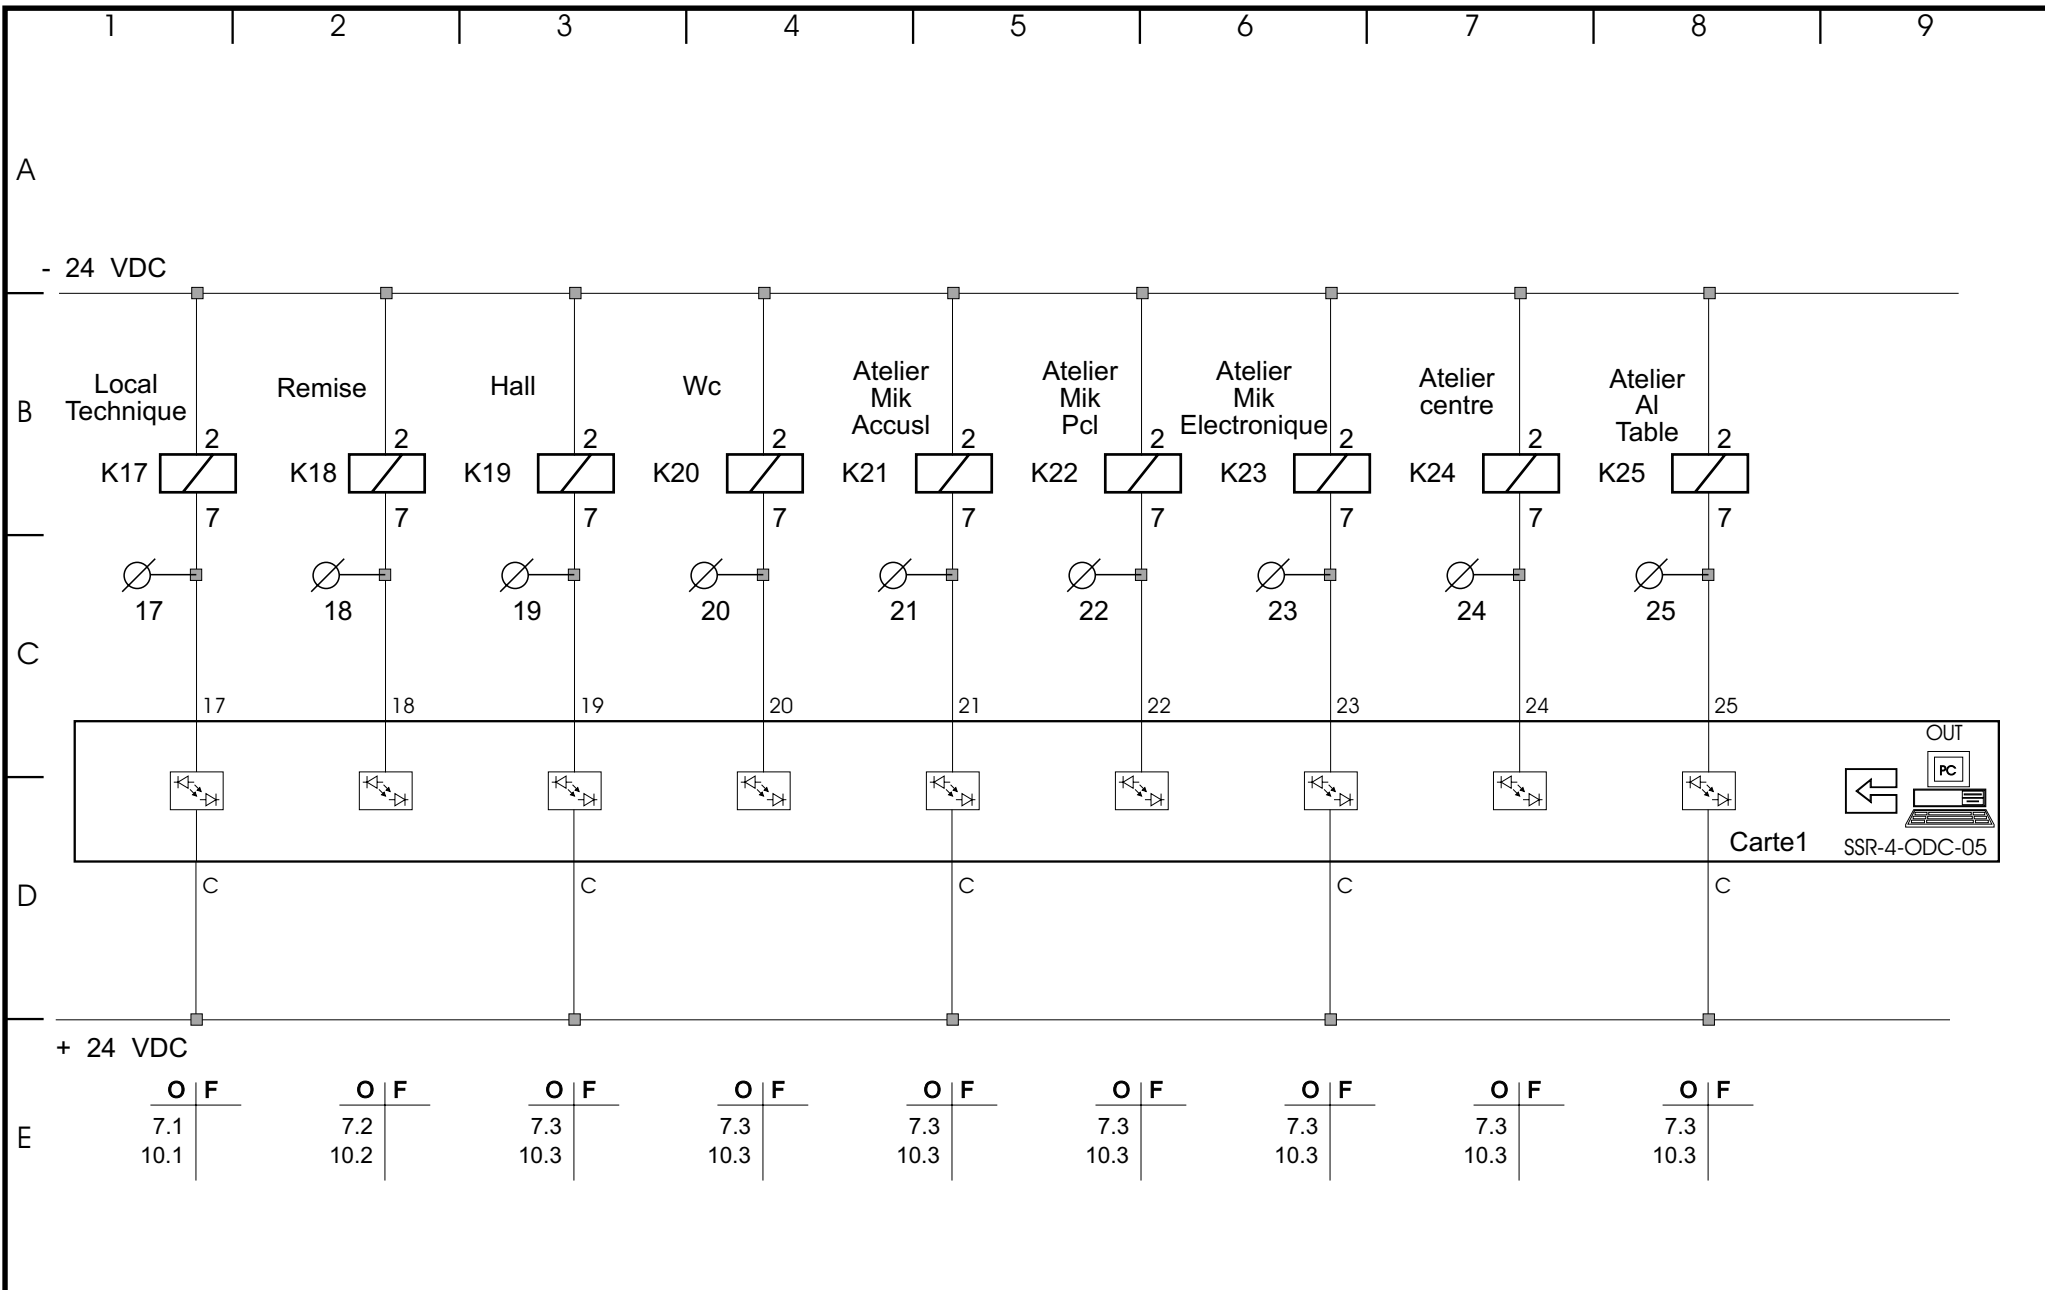 1 2 3 4 5 6 7 8 9
A
- 24 VDC
B
Local
Technique
Remise
Hall
Wc
Atelier
Mik
Accusl
Atelier
Mik
Pcl
Atelier
Mik
Electronique
Atelier
centre
Atelier
Al
Table
2 2 2 2 2 2 2 2 2
K17 K18 K19 K20 K21 K22 K23 K24 K25
7 7 7 7 7 7 7 7 7
17 18 19 20 21 22 23 24 25
C
17 18 19 20 21 22 23 24 25
OUT
PC
Carte1 SSR-4-ODC-05
C C C C C
D
+ 24 VDC
O F O F O F O F O F O F O F O F O F
7.1 7.2 7.3 7.3 7.3 7.3 7.3 7.3 7.3
E
10.1 10.2 10.3 10.3 10.3 10.3 10.3 10.3 10.3